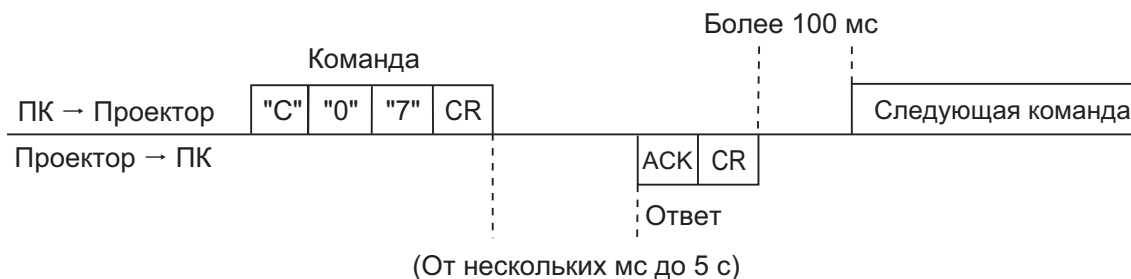 Более 100 мс
Команда
ПК → Проектор "C" "0" "7" CR Следующая команда
Проектор → ПК ACK CR
Ответ
(От нескольких мс до 5 с)